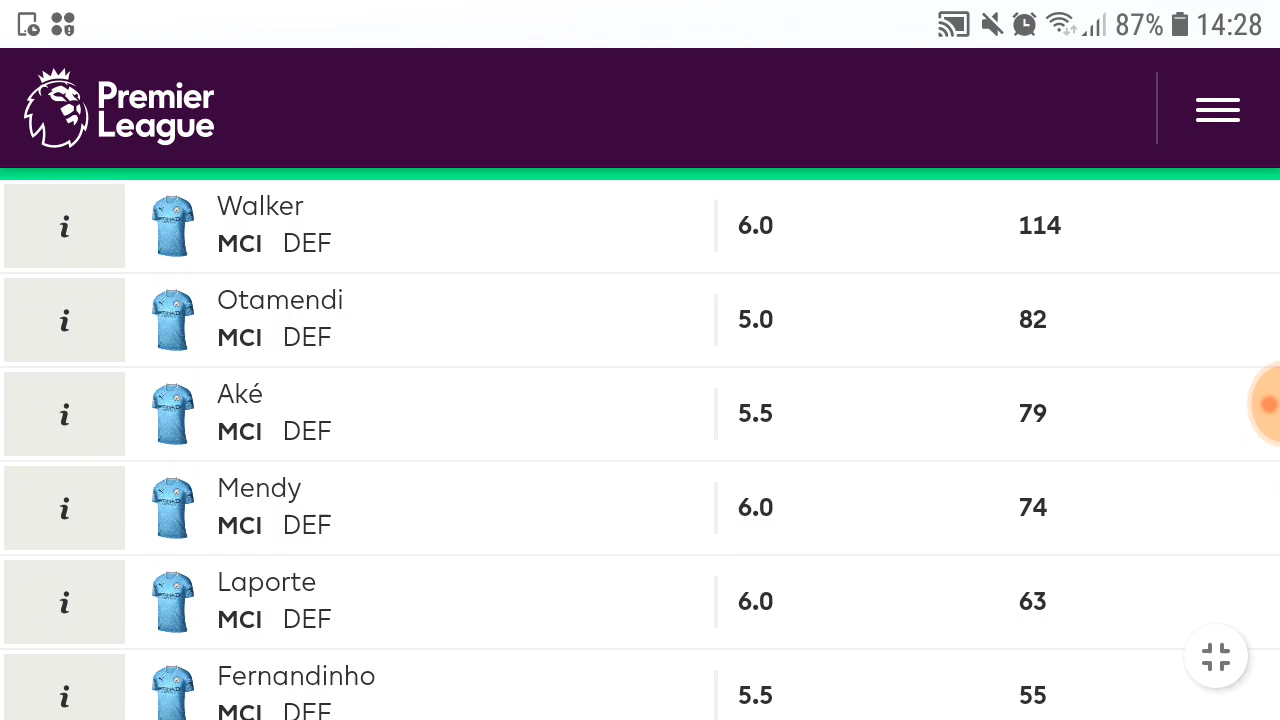 87% 14:28
Premier
League
i Walker 6.0 114
MCI DEF
i Otamendi 5.0 82
MCI DEF
i Aké 5.5 79
MCI DEF
i Mendy 6.0 74
MCI DEF
i Laporte 6.0 63
MCI DEF
i Fernandinho 5.5 55
MCI DEF